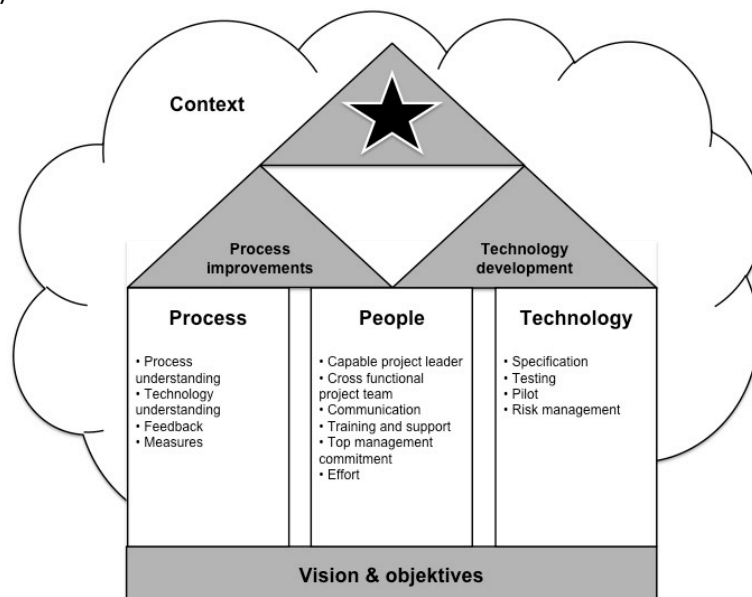 Context
Process
improvements
Technology
development
Process
• Process
understanding
• Technology
understanding
• Feedback
• Measures
People
• Capable project leader
• Cross functional
project team
• Communication
• Training and support
• Top management
commitment
• Effort
Technology
• Specification
• Testing
• Pilot
• Risk management
Vision & objektives